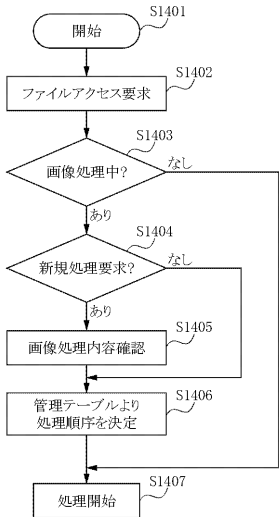 S1401
開始
S1402
ファイルアクセス要求
S1403
画像処理中?
なし
あり
S1404
新規処理要求?
なし
あり
S1405
画像処理内容確認
S1406
管理テーブルより
処理順序を決定
S1407
処理開始